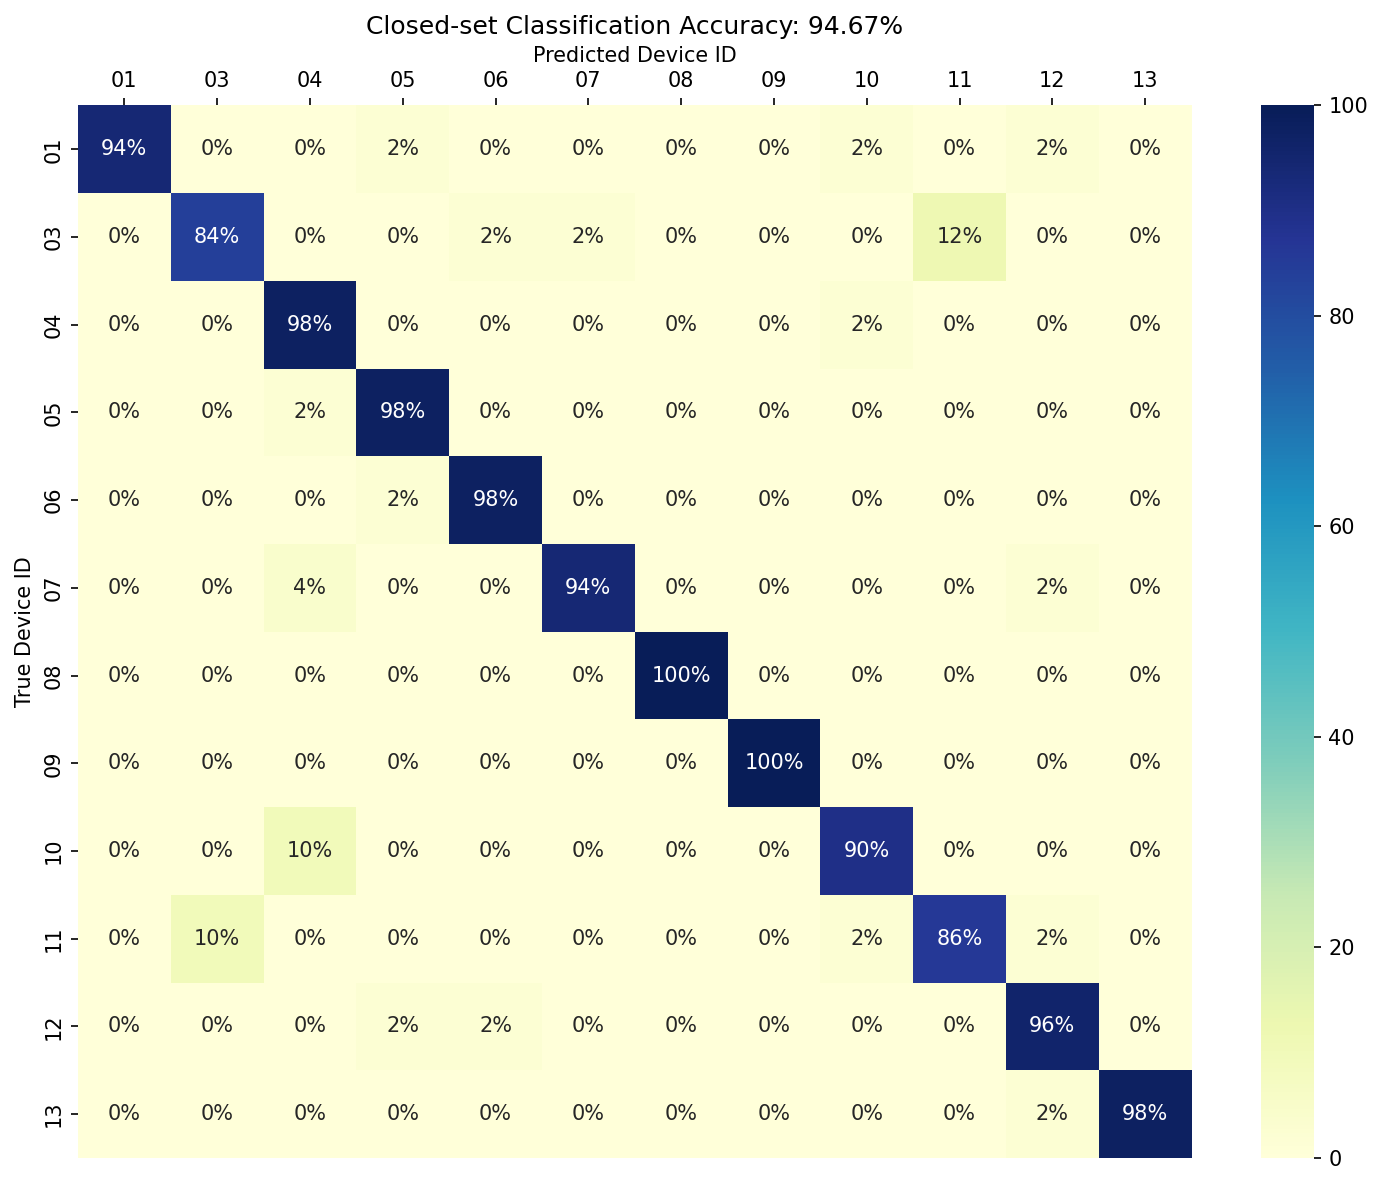 Closed-set Classification Accuracy: 94.67%
Predicted Device ID
01 03 04 05 06 07 08 09 10 11 12 13
01 94% 0% 0% 2% 0% 0% 0% 0% 2% 0% 2% 0%
03 0% 84% 0% 0% 2% 2% 0% 0% 0% 12% 0% 0%
04 0% 0% 98% 0% 0% 0% 0% 0% 2% 0% 0% 0%
05 0% 0% 2% 98% 0% 0% 0% 0% 0% 0% 0% 0%
06 0% 0% 0% 2% 98% 0% 0% 0% 0% 0% 0% 0%
07 0% 0% 4% 0% 0% 94% 0% 0% 0% 0% 2% 0%
08 0% 0% 0% 0% 0% 0% 100% 0% 0% 0% 0% 0%
09 0% 0% 0% 0% 0% 0% 0% 100% 0% 0% 0% 0%
10 0% 0% 10% 0% 0% 0% 0% 0% 90% 0% 0% 0%
11 0% 10% 0% 0% 0% 0% 0% 0% 2% 86% 2% 0%
12 0% 0% 0% 2% 2% 0% 0% 0% 0% 0% 96% 0%
13 0% 0% 0% 0% 0% 0% 0% 0% 0% 0% 2% 98%
True Device ID
100
80
60
40
20
0